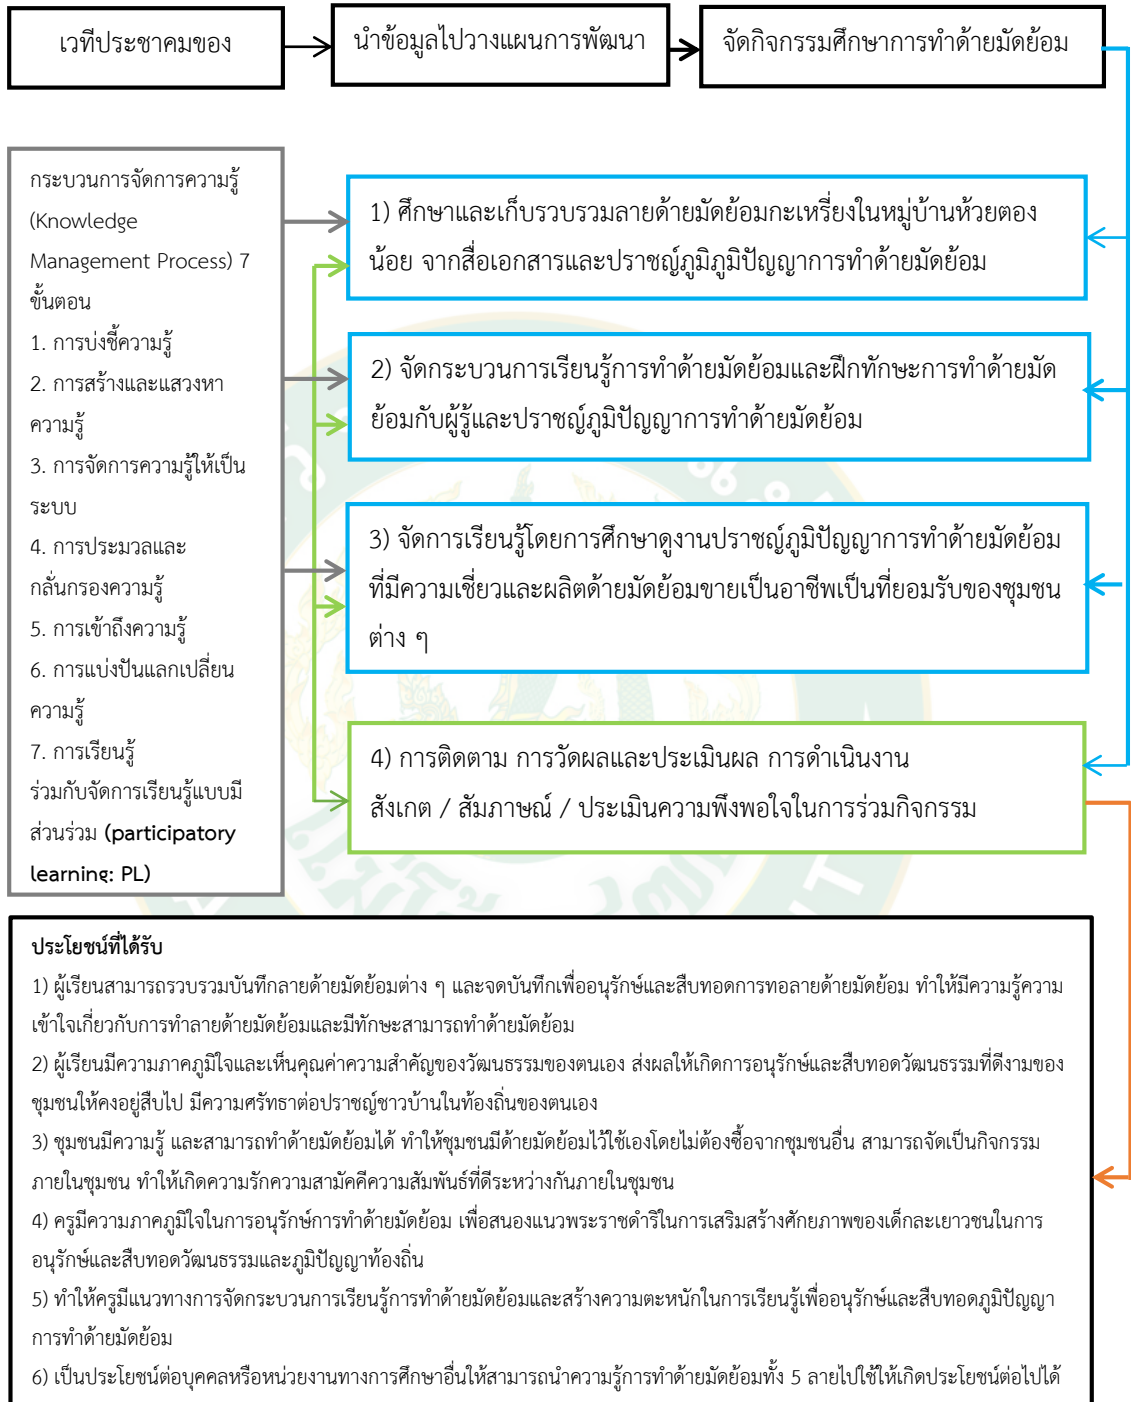 เวทีประชาคมของ
นำข้อมูลไปวางแผนการพัฒนา
จัดกิจกรรมศึกษาการทำด้ายมัดย้อม
กระบวนการจัดการความรู้
(Knowledge
Management Process) 7
ขั้นตอน
1. การบ่งชี้ความรู้
2. การสร้างและแสวงหา
ความรู้
3. การจัดการความรู้ให้เป็น
ระบบ
4. การประมวลและ
กลั่นกรองความรู้
5. การเข้าถึงความรู้
6. การแบ่งปันแลกเปลี่ยน
ความรู้
7. การเรียนรู้
ร่วมกับจัดการเรียนรู้แบบมี
ส่วนร่วม (participatory
learning: PL)
1) ศึกษาและเก็บรวบรวมลายด้ายมัดย้อมกะเหรี่ยงในหมู่บ้านห้วยตอง
น้อย จากสื่อเอกสารและปราชญ์ภูมิภูมิปัญญาการทำด้ายมัดย้อม
2) จัดกระบวนการเรียนรู้การทำด้ายมัดย้อมและฝึกทักษะการทำด้ายมัด
ย้อมกับผู้รู้และปราชญ์ภูมิปัญญาการทำด้ายมัดย้อม
3) จัดการเรียนรู้โดยการศึกษาดูงานปราชญ์ภูมิปัญญาการทำด้ายมัดย้อม
ที่มีความเชี่ยวและผลิตด้ายมัดย้อมขายเป็นอาชีพเป็นที่ยอมรับของชุมชน
ต่าง ๆ
4) การติดตาม การวัดผลและประเมินผล การดำเนินงาน
สังเกต / สัมภาษณ์ / ประเมินความพึงพอใจในการร่วมกิจกรรม
ประโยชน์ที่ได้รับ
1) ผู้เรียนสามารถรวบรวมบันทึกลายด้ายมัดย้อมต่าง ๆ และจดบันทึกเพื่ออนุรักษ์และสืบทอดการทอลายด้ายมัดย้อม ทำให้มีความรู้ความ
เข้าใจเกี่ยวกับการทำลายด้ายมัดย้อมและมีทักษะสามารถทำด้ายมัดย้อม
2) ผู้เรียนมีความภาคภูมิใจและเห็นคุณค่าความสำคัญของวัฒนธรรมของตนเอง ส่งผลให้เกิดการอนุรักษ์และสืบทอดวัฒนธรรมที่ดีงามของ
ชุมชนให้คงอยู่สืบไป มีความศรัทธาต่อปราชญ์ชาวบ้านในท้องถิ่นของตนเอง
3) ชุมชนมีความรู้ และสามารถทำด้ายมัดย้อมได้ ทำให้ชุมชนมีด้ายมัดย้อมไว้ใช้เองโดยไม่ต้องซื้อจากชุมชนอื่น สามารถจัดเป็นกิจกรรม
ภายในชุมชน ทำให้เกิดความรักความสามัคคีความสัมพันธ์ที่ดีระหว่างกันภายในชุมชน
4) ครูมีความภาคภูมิใจในการอนุรักษ์การทำด้ายมัดย้อม เพื่อสนองแนวพระราชดำริในการเสริมสร้างศักยภาพของเด็กละเยาวชนในการ
อนุรักษ์และสืบทอดวัฒนธรรมและภูมิปัญญาท้องถิ่น
5) ทำให้ครูมีแนวทางการจัดกระบวนการเรียนรู้การทำด้ายมัดย้อมและสร้างความตะหนักในการเรียนรู้เพื่ออนุรักษ์และสืบทอดภูมิปัญญา
การทำด้ายมัดย้อม
6) เป็นประโยชน์ต่อบุคคลหรือหน่วยงานทางการศึกษาอื่นให้สามารถนำความรู้การทำด้ายมัดย้อมทั้ง 5 ลายไปใช้ให้เกิดประโยชน์ต่อไปได้